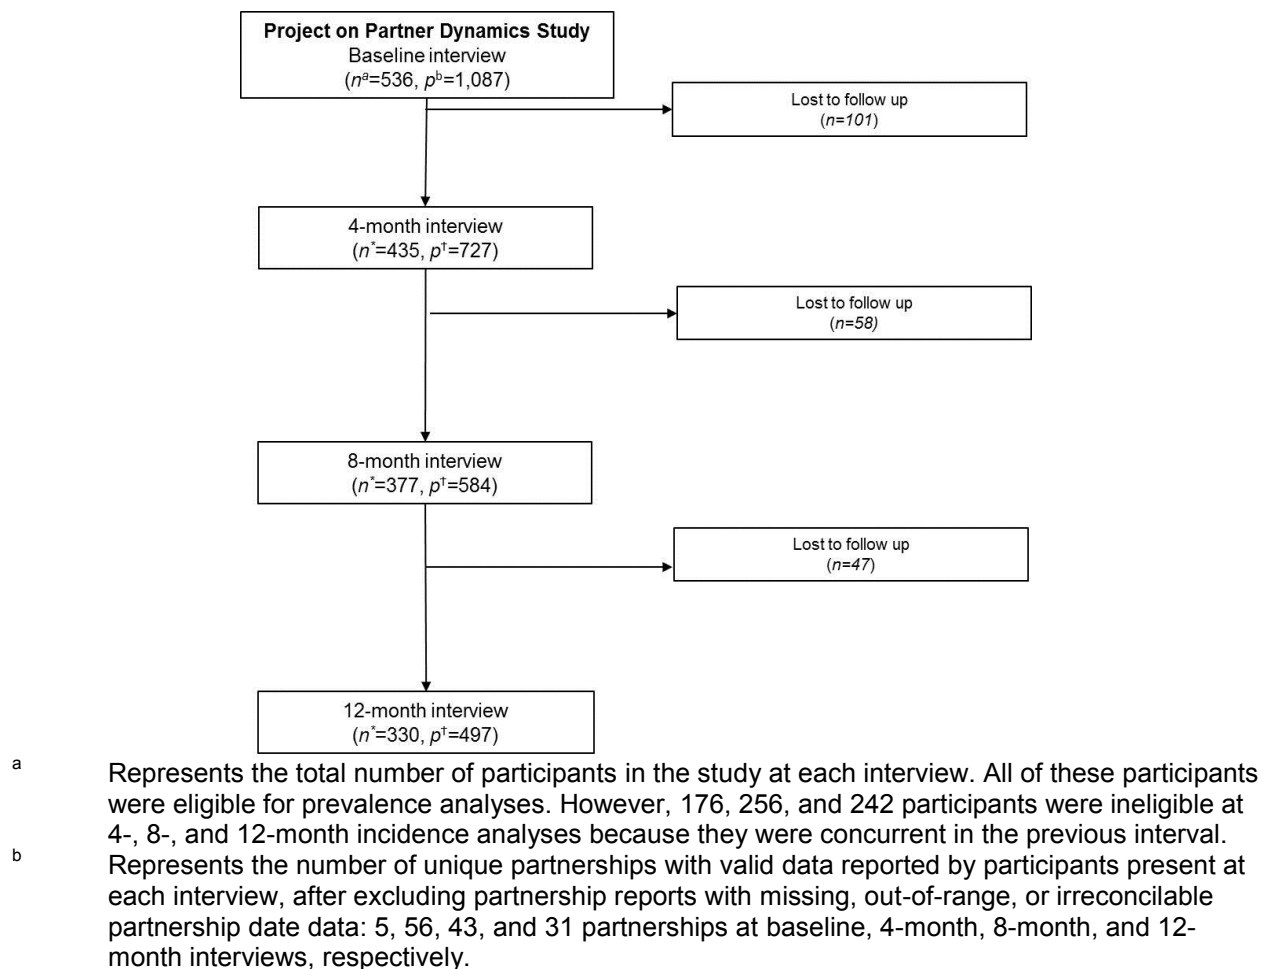 Project on Partner Dynamics Study
Baseline interview
(nᵃ=536, pᵇ=1,087)
Lost to follow up
(n=101)
4-month interview
(n*=435, p†=727)
Lost to follow up
(n=58)
8-month interview
(n*=377, p†=584)
Lost to follow up
(n=47)
12-month interview
(n*=330, p†=497)
a Represents the total number of participants in the study at each interview. All of these participants
were eligible for prevalence analyses. However, 176, 256, and 242 participants were ineligible at
4-, 8-, and 12-month incidence analyses because they were concurrent in the previous interval.
b Represents the number of unique partnerships with valid data reported by participants present at
each interview, after excluding partnership reports with missing, out-of-range, or irreconcilable
partnership date data: 5, 56, 43, and 31 partnerships at baseline, 4-month, 8-month, and 12-
month interviews, respectively.